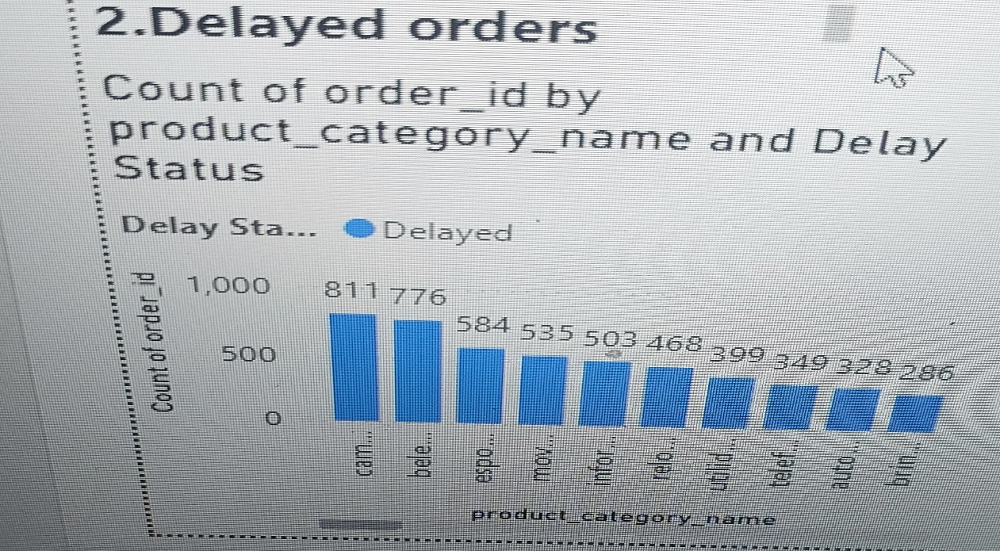 2.Delayed orders
Count of order_id by
product_category_name and Delay
Status
Delay Sta... Delayed
Count of order_id
1,000
500
0
811 776 584 535 503 468 399 349 328 286
cam... bele... espo... mov... infor... relo... utilid... telef... auto... brin...
product_category_name